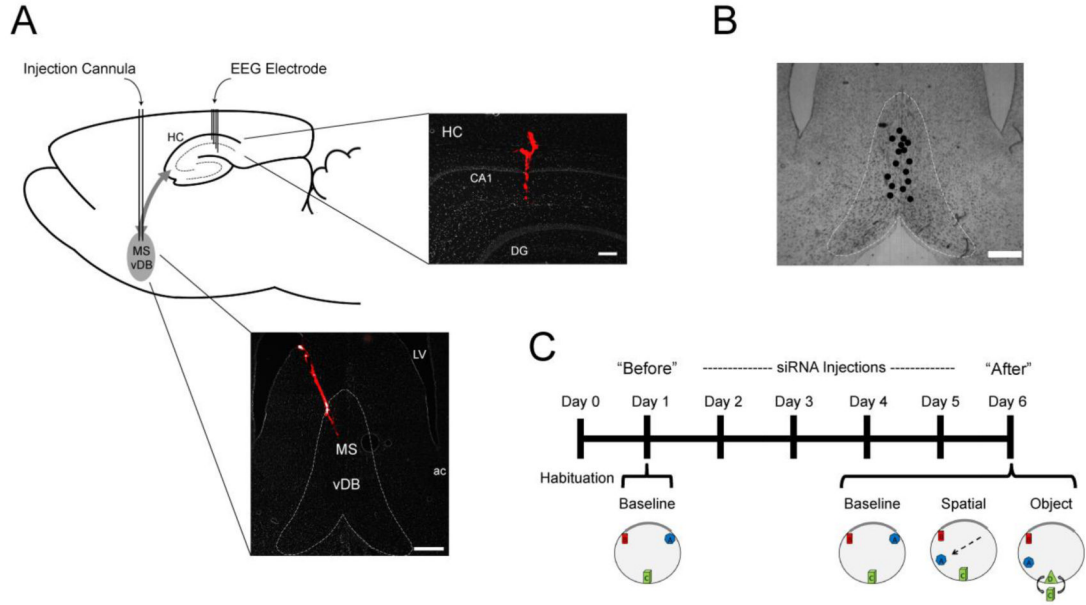 A
Injection Cannula
EEG Electrode
HC
MS
vDB
HC
CA1
DG
LV
MS
ac
vDB
B
C
"Before"
siRNA Injections
"After"
Day 0
Day 1
Day 2
Day 3
Day 4
Day 5
Day 6
Habituation
Baseline
Baseline
Spatial
Object
A
C
A
C
A
C
A
D
C